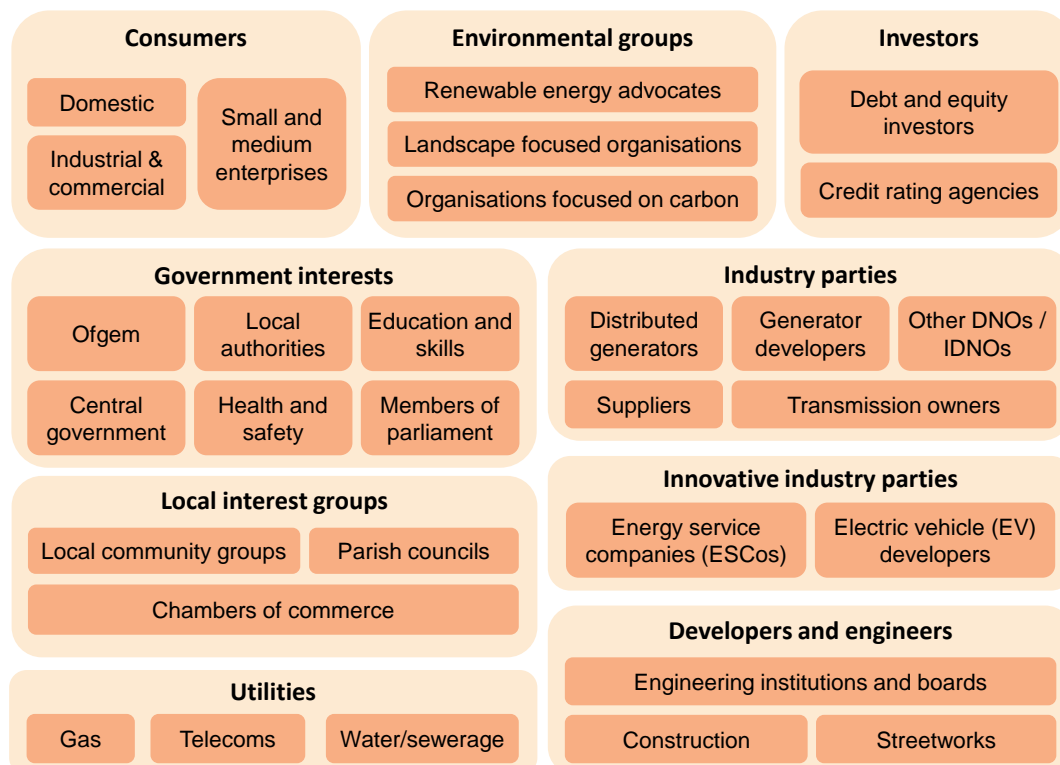 Consumers
Domestic
Industrial &
commercial
Small and
medium
enterprises
Environmental groups
Renewable energy advocates
Landscape focused organisations
Organisations focused on carbon
Investors
Debt and equity
investors
Credit rating agencies
Government interests
Ofgem
Local
authorities
Education and
skills
Central
government
Health and
safety
Members of
parliament
Industry parties
Distributed
generators
Generator
developers
Other DNOs /
IDNOs
Suppliers
Transmission owners
Local interest groups
Local community groups
Parish councils
Chambers of commerce
Innovative industry parties
Energy service
companies (ESCos)
Electric vehicle (EV)
developers
Utilities
Gas
Telecoms
Water/sewerage
Developers and engineers
Engineering institutions and boards
Construction
Streetworks